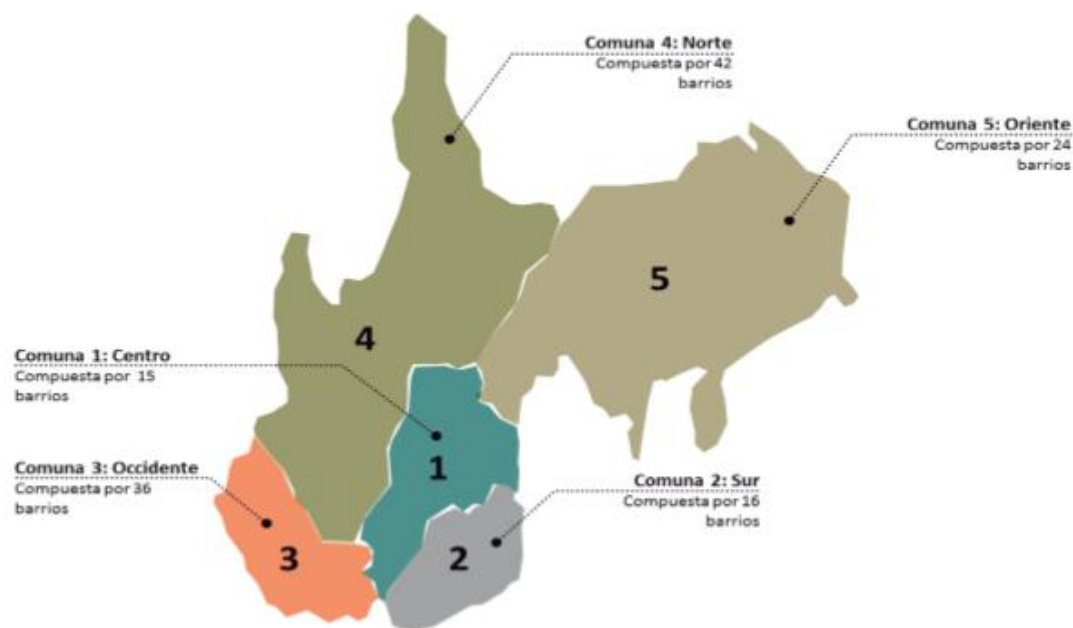 Comuna 4: Norte
Compuesta por 42
barrios
Comuna 5: Oriente
Compuesta por 24
barrios
5
4
Comuna 1: Centro
Compuesta por 15
barrios
1
Comuna 3: Occidente
Compuesta por 36
barrios
Comuna 2: Sur
Compuesta por 16
barrios
3
2